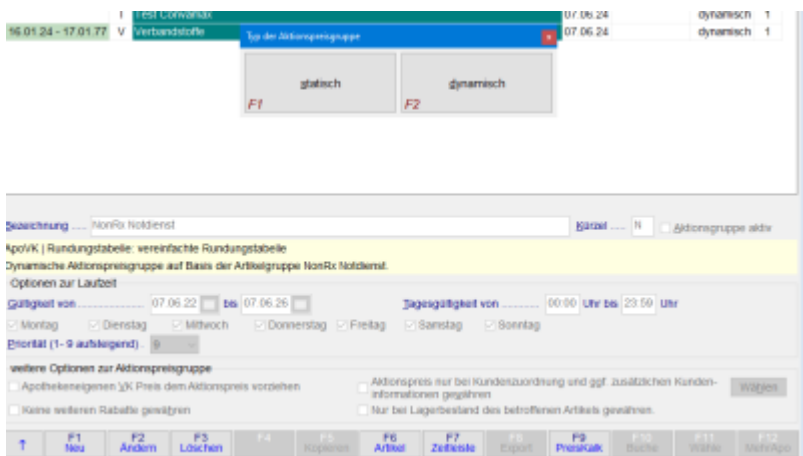 T Test Convamax 07.06.24 dynamisch 1
16.01.24 - 17.01.77 V Verbandstoffe 07.06.24 dynamisch 1
Typ der Aktionspreisgruppe
statisch dynamisch
F1 F2
Bezeichnung ..... NonRx Notdienst Kürzel ..... N Aktionsgruppe aktiv
ApoVK | Rundungstabelle: vereinfachte Rundungstabelle
Dynamische Aktionspreisgruppe auf Basis der Artikelgruppe NonRx Notdienst.
Optionen zur Laufzeit
Gültigkeit von ................. 07.06.22 bis 07.06.26 Tagesgültigkeit von .......... 00:00 Uhr bis 23:59 Uhr
Montag Dienstag Mittwoch Donnerstag Freitag Samstag Sonntag
Priorität (1- 9 aufsteigend) . 9
weitere Optionen zur Aktionspreisgruppe
Apothekeneigenen VK Preis dem Aktionspreis vorziehen Aktionspreis nur bei Kundenzuordnung und ggf. zusätzlichen Kunden-
informationen gewähren Wählen
Keine weiteren Rabatte gewähren Nur bei Lagerbestand des betroffenen Artikels gewähren.
↑ F1 F2 F3 F4 F5 F6 F7 F8 F9 F10 F11 F12
Neu Ändern Löschen Kopieren Artikel Zeitleiste Export PreisKalk Buche Wähle MehrApo